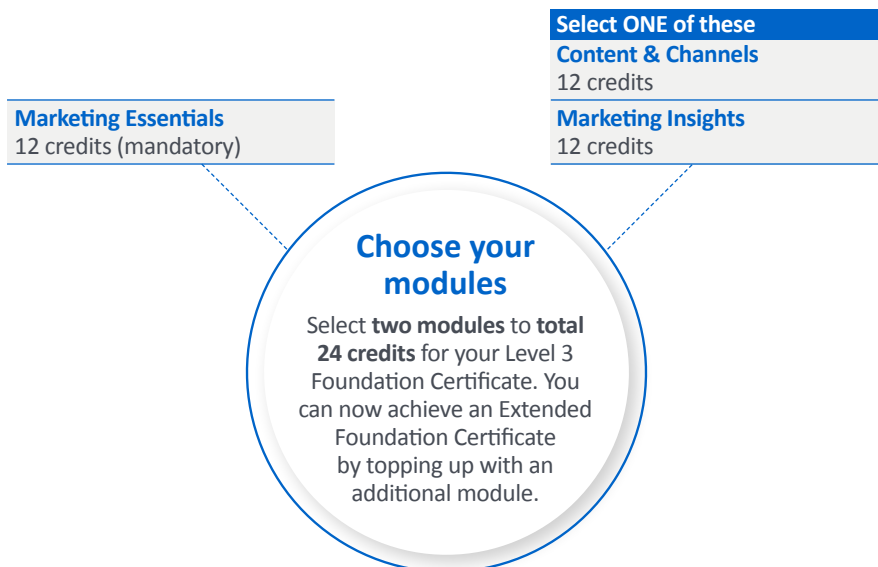 Select ONE of these
Content & Channels
12 credits
Marketing Essentials
12 credits (mandatory)
Marketing Insights
12 credits
Choose your
modules
Select two modules to total
24 credits for your Level 3
Foundation Certificate. You
can now achieve an Extended
Foundation Certificate
by topping up with an
additional module.